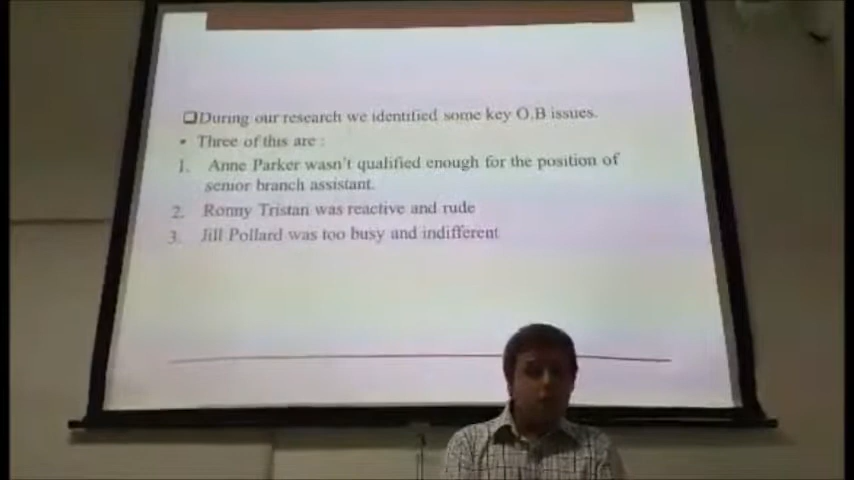 ❑During our research we identified some key O.B issues.
• Three of this are :
1. Anne Parker wasn't qualified enough for the position of
senior branch assistant.
2. Ronny Tristan was reactive and rude
3. Jill Pollard was too busy and indifferent